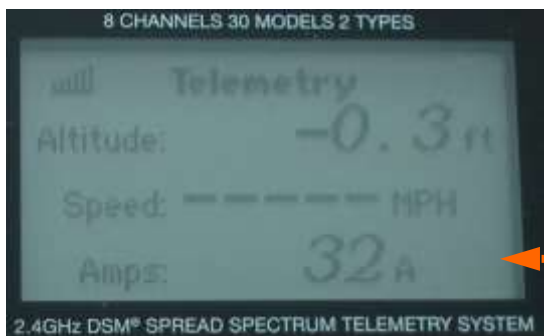 8 CHANNELS 30 MODELS 2 TYPES
Telemetry
Altitude: -0.3 ft
Speed: ----- MPH
Amps: 32 A
2.4GHz DSM® SPREAD SPECTRUM TELEMETRY SYSTEM